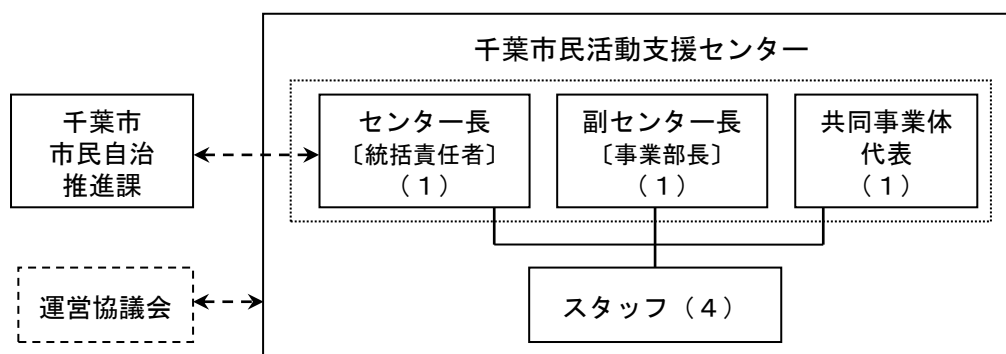 千葉市民活動支援センター
千葉市
市民自治
推進課
センター長
〔統括責任者〕
（１）
副センター長
〔事業部長〕
（１）
共同事業体
代表
（１）
運営協議会
スタッフ（４）